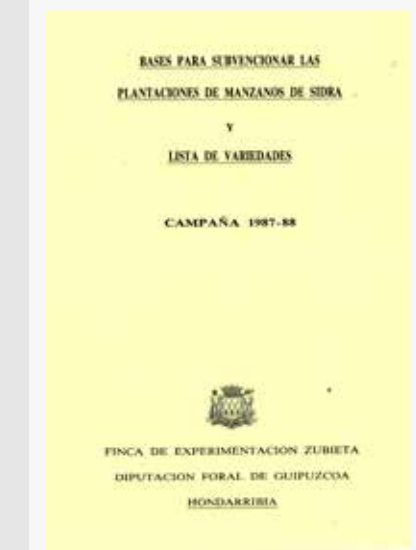 BASES PARA SUBVENCIONAR LAS
PLANTACIONES DE MANZANOS DE SIDRA
Y
LISTA DE VARIEDADES
CAMPAÑA 1987-88
FINCA DE EXPERIMENTACION ZUBIETA
DIPUTACION FORAL DE GUIPUZCOA
HONDARRIBIA